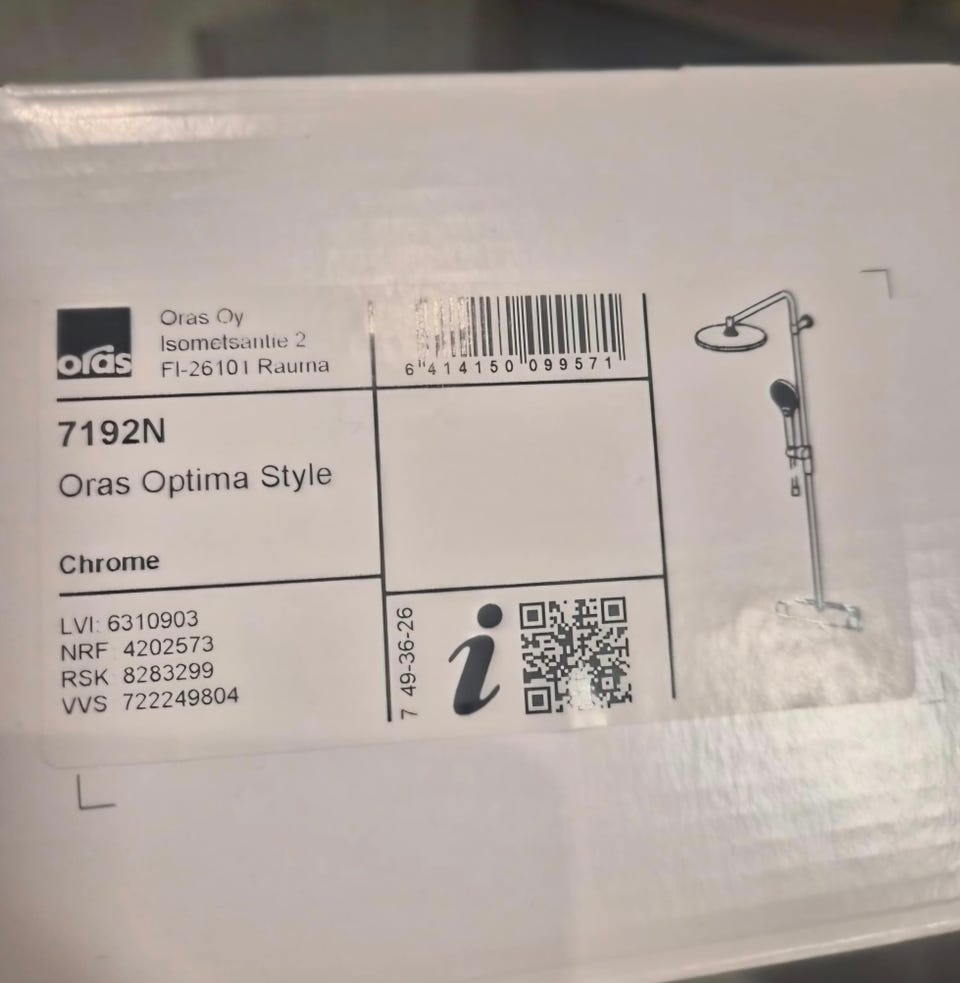 oras
Oras Oy
Isometsäntie 2
FI-26101 Rauma
6 414150 099571
7192N
Oras Optima Style
Chrome
LVI: 6310903
NRF 4202573
RSK 8283299
VVS 722249804
7 49-36-26
i